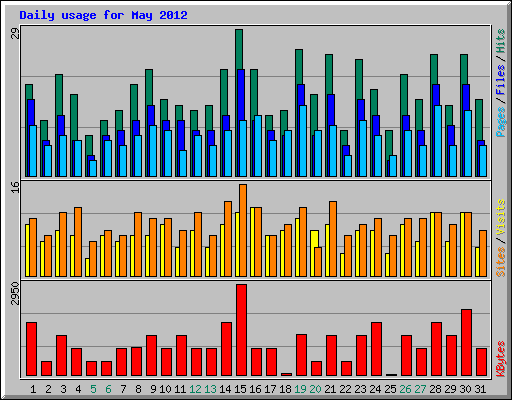 Daily usage for May 2012
29
Pages / Files / Hits
16
Sites / Visits
2950
KBytes
1 2 3 4 5 6 7 8 9 10 11 12 13 14 15 16 17 18 19 20 21 22 23 24 25 26 27 28 29 30 31